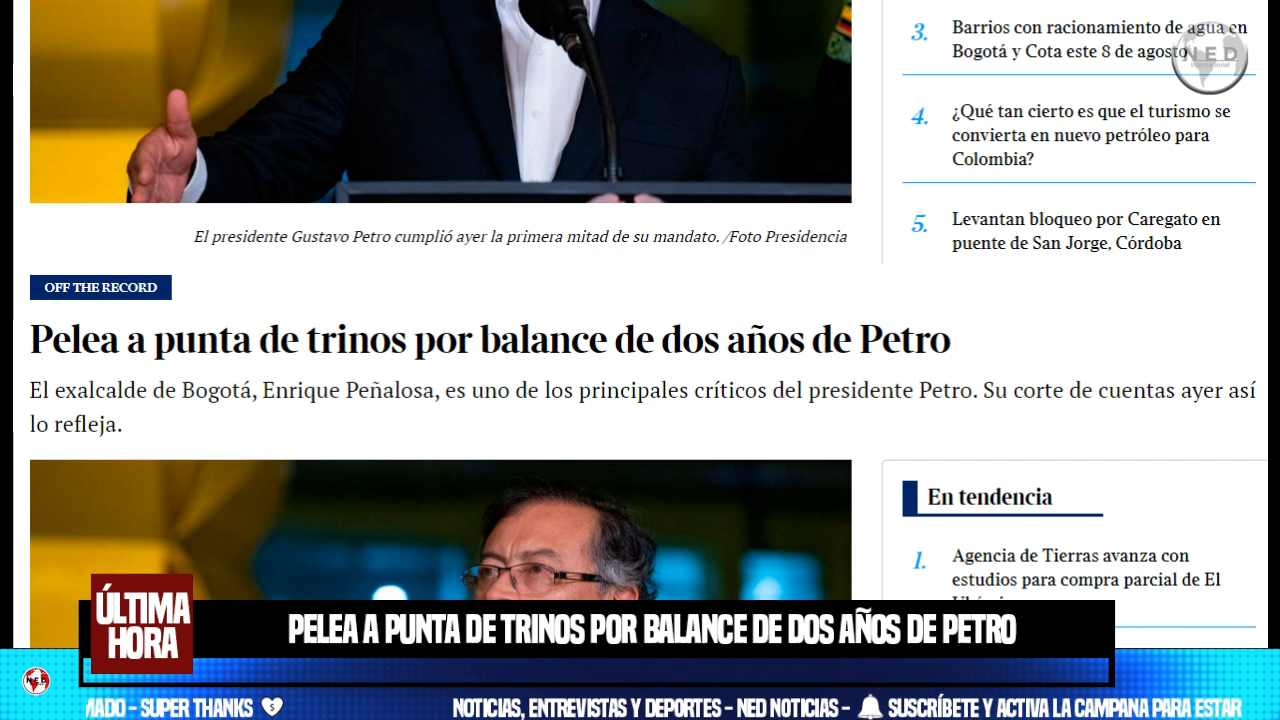 3. Barrios con racionamiento de agua en
Bogotá y Cota este 8 de agosto
NED
International
4. ¿Qué tan cierto es que el turismo se
convierta en nuevo petróleo para
Colombia?
5. Levantan bloqueo por Caregato en
puente de San Jorge, Córdoba
El presidente Gustavo Petro cumplió ayer la primera mitad de su mandato. /Foto Presidencia
OFF THE RECORD
Pelea a punta de trinos por balance de dos años de Petro
El exalcalde de Bogotá, Enrique Peñalosa, es uno de los principales críticos del presidente Petro. Su corte de cuentas ayer así
lo refleja.
En tendencia
1. Agencia de Tierras avanza con
estudios para compra parcial de El
ÚLTIMA
HORA
PELEA A PUNTA DE TRINOS POR BALANCE DE DOS AÑOS DE PETRO
NED
MADO - SUPER THANKS
NOTICIAS, ENTREVISTAS Y DEPORTES - NED NOTICIAS - SUSCRÍBETE Y ACTIVA LA CAMPANA PARA ESTAR